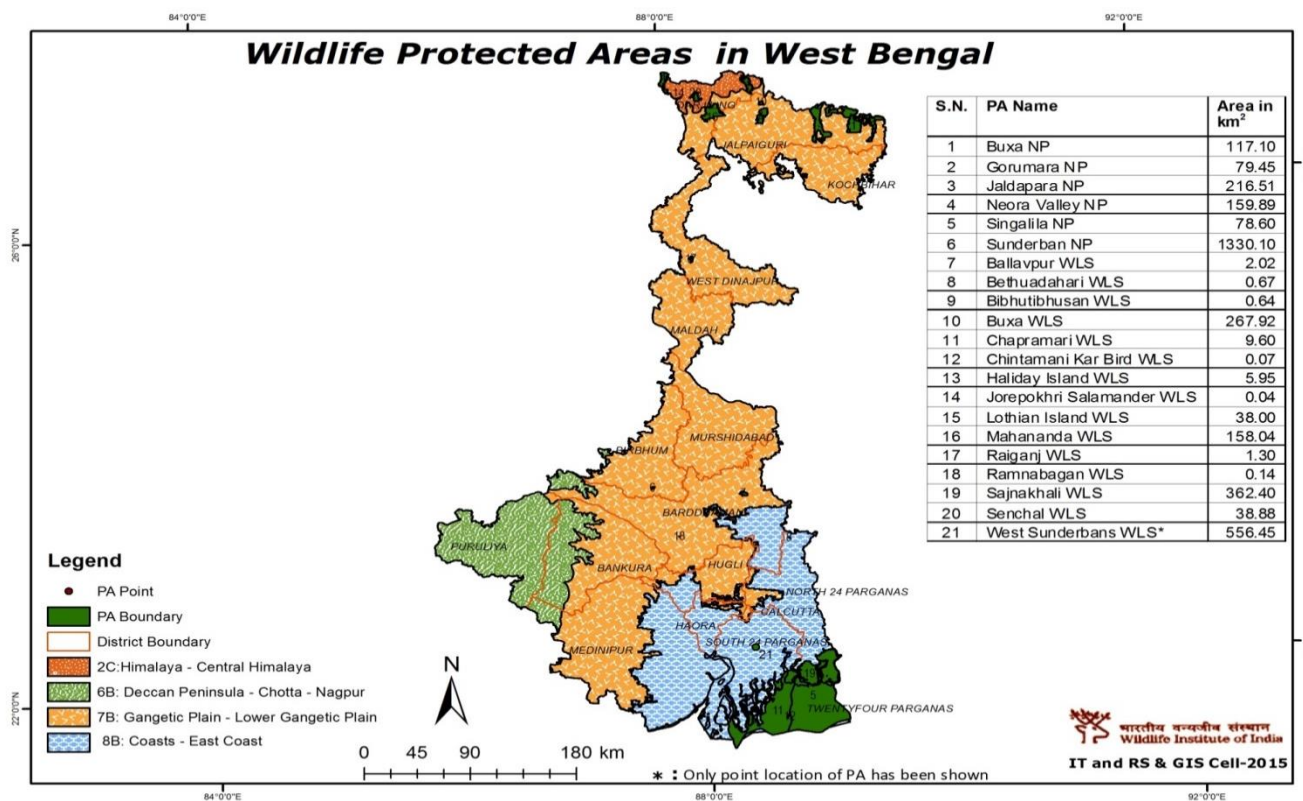 84°0'0"E 88°0'0"E 92°0'0"E
Wildlife Protected Areas in West Bengal
S.N. PA Name Area in km²
1 Buxa NP 117.10
2 Gorumara NP 79.45
3 Jaldapara NP 216.51
4 Neora Valley NP 159.89
5 Singalila NP 78.60
6 Sunderban NP 1330.10
7 Ballavpur WLS 2.02
8 Bethuadahari WLS 0.67
9 Bibhutibhusan WLS 0.64
10 Buxa WLS 267.92
11 Chapramari WLS 9.60
12 Chintamani Kar Bird WLS 0.07
13 Haliday Island WLS 5.95
14 Jorepokhri Salamander WLS 0.04
15 Lothian Island WLS 38.00
16 Mahananda WLS 158.04
17 Raiganj WLS 1.30
18 Ramnabagan WLS 0.14
19 Sajnakhali WLS 362.40
20 Senchal WLS 38.88
21 West Sunderbans WLS* 556.45
JALPAIGURI
KOCHBIHAR
26°0'0"N
WEST DINAJPUR
MALDAH
MURSHIDABAD
BIRBHUM
PURULIYA
BANKURA
HUGLI
NORTH 24 PARGANAS
CALCUTTA
HAORA
SOUTH 24 PARGANAS
21
MEDINIPUR
19
5
11
TWENTYFOUR PARGANAS
22°0'0"N
Legend
PA Point
PA Boundary
District Boundary
2C:Himalaya - Central Himalaya
6B: Deccan Peninsula - Chotta - Nagpur
7B: Gangetic Plain - Lower Gangetic Plain
8B: Coasts - East Coast
N
0 45 90 180 km
* : Only point location of PA has been shown
भारतीय वन्यजीव संस्थान
Wildlife Institute of India
IT and RS & GIS Cell-2015
84°0'0"E 88°0'0"E 92°0'0"E